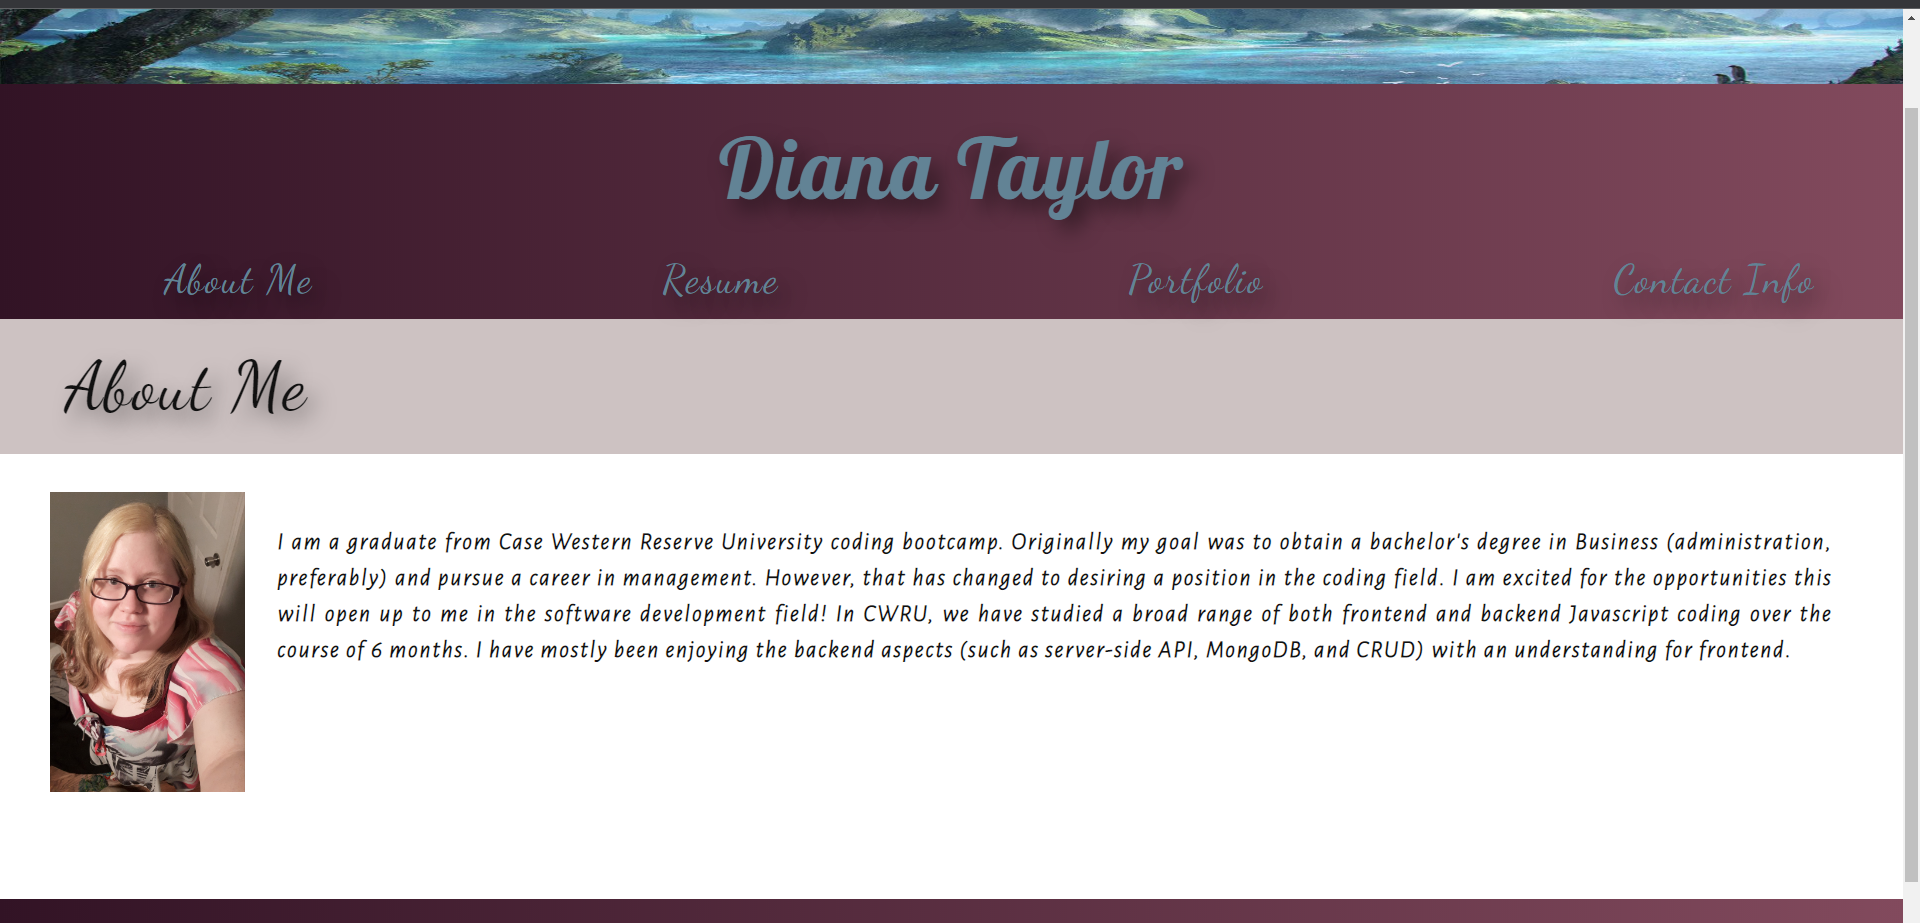 Diana Taylor
About Me Resume Portfolio Contact Info
About Me
I am a graduate from Case Western Reserve University coding bootcamp. Originally my goal was to obtain a bachelor's degree in Business (administration,
preferably) and pursue a career in management. However, that has changed to desiring a position in the coding field. I am excited for the opportunities this
will open up to me in the software development field! In CWRU, we have studied a broad range of both frontend and backend Javascript coding over the
course of 6 months. I have mostly been enjoying the backend aspects (such as server-side API, MongoDB, and CRUD) with an understanding for frontend.